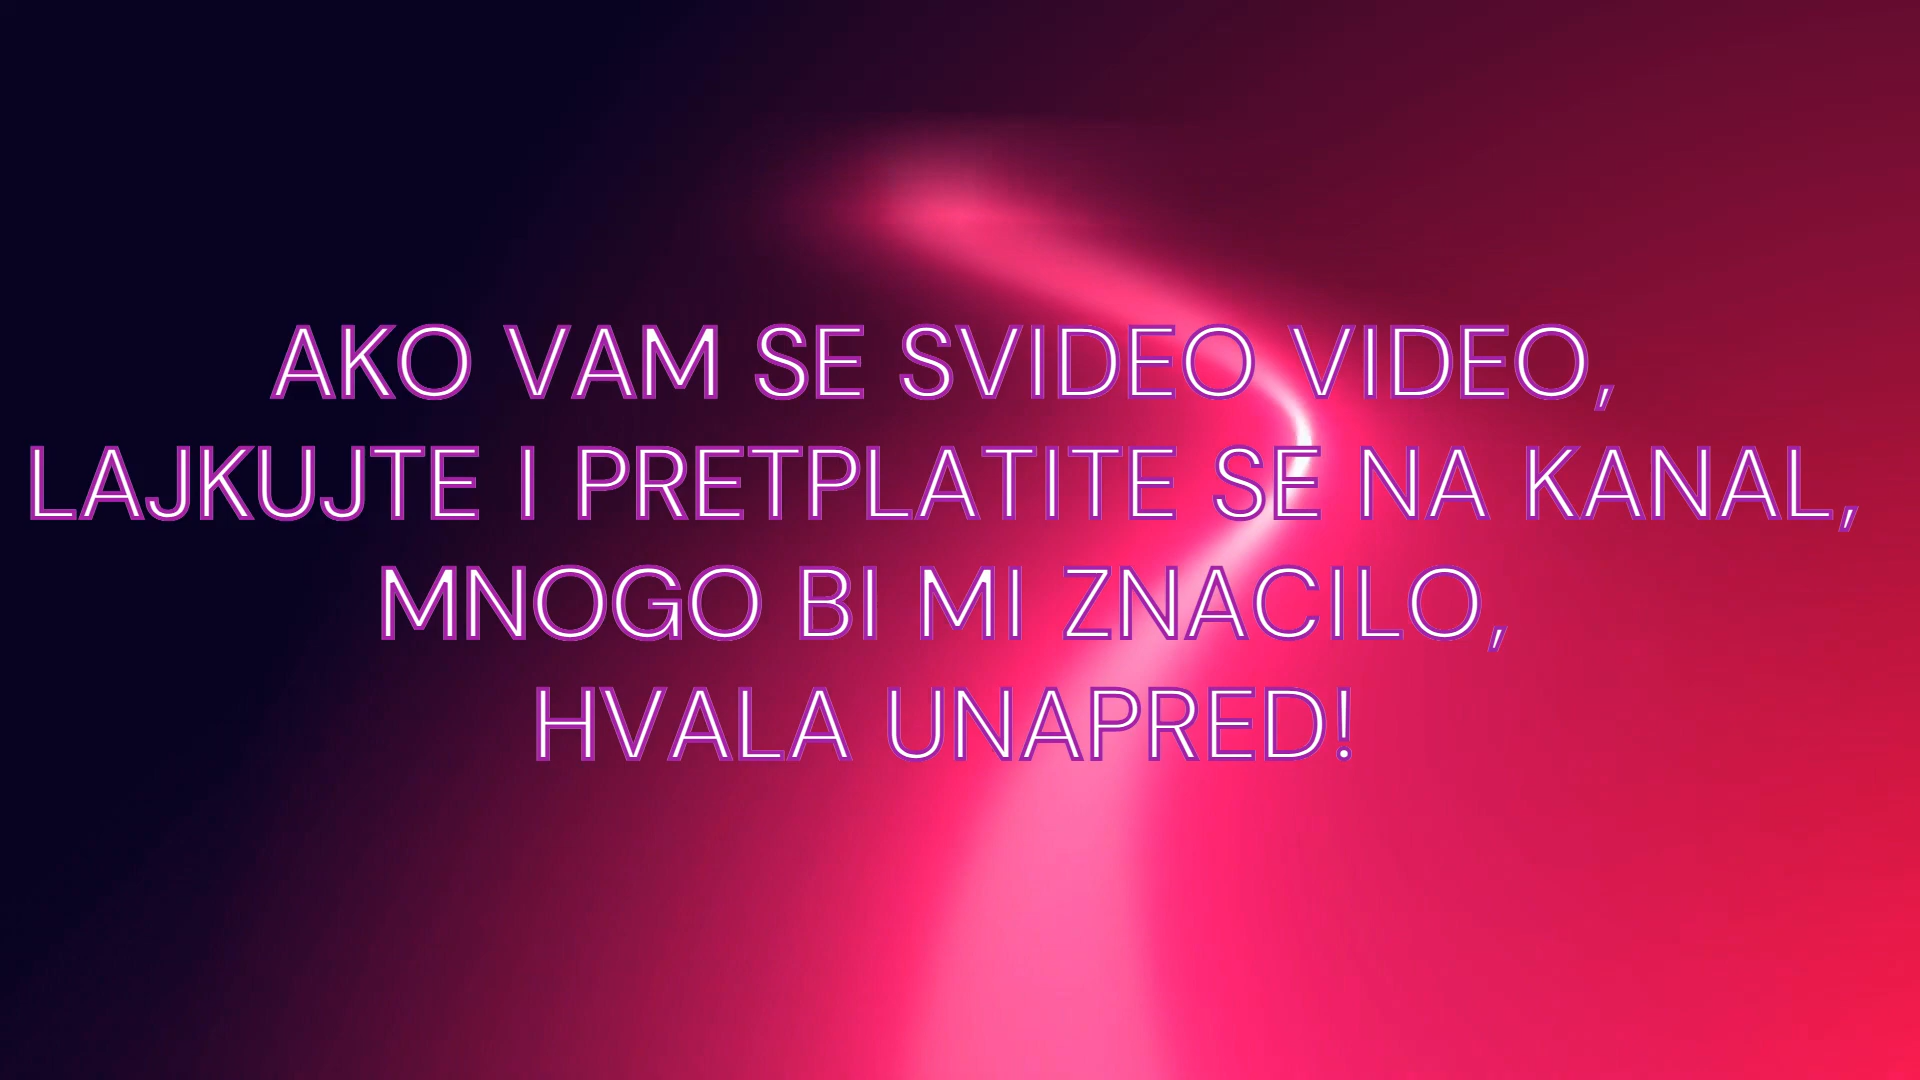 AKO VAM SE SVIDEO VIDEO,
LAJKUJTE I PRETPLATITE SE NA KANAL,
MNOGO BI MI ZNACILO,
HVALA UNAPRED!